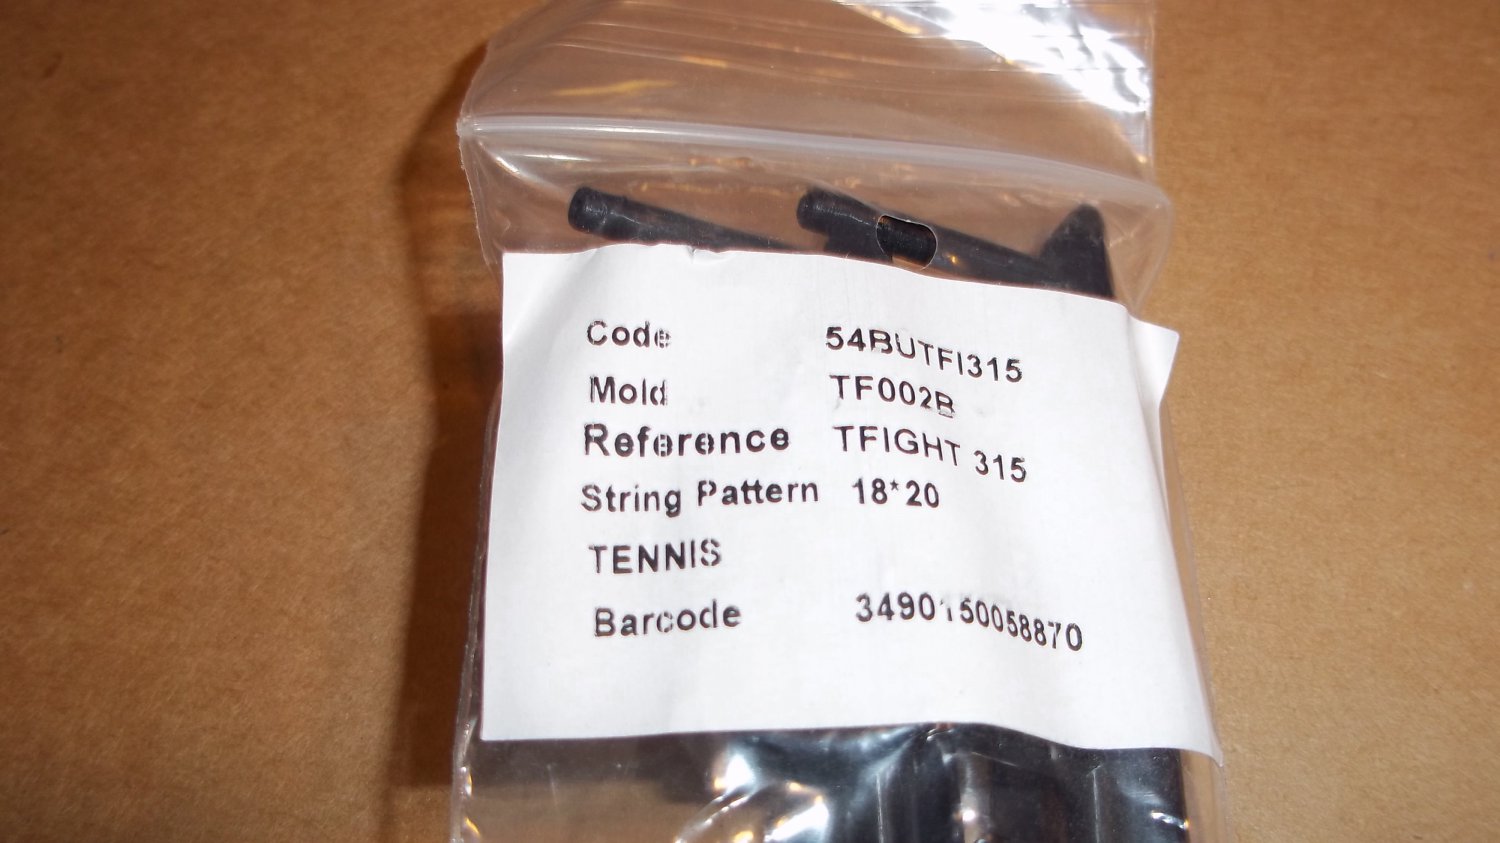 Code 54BUTFI315
Mold TF002B
Reference TFIGHT 315
String Pattern 18*20
TENNIS
Barcode 3490150058870